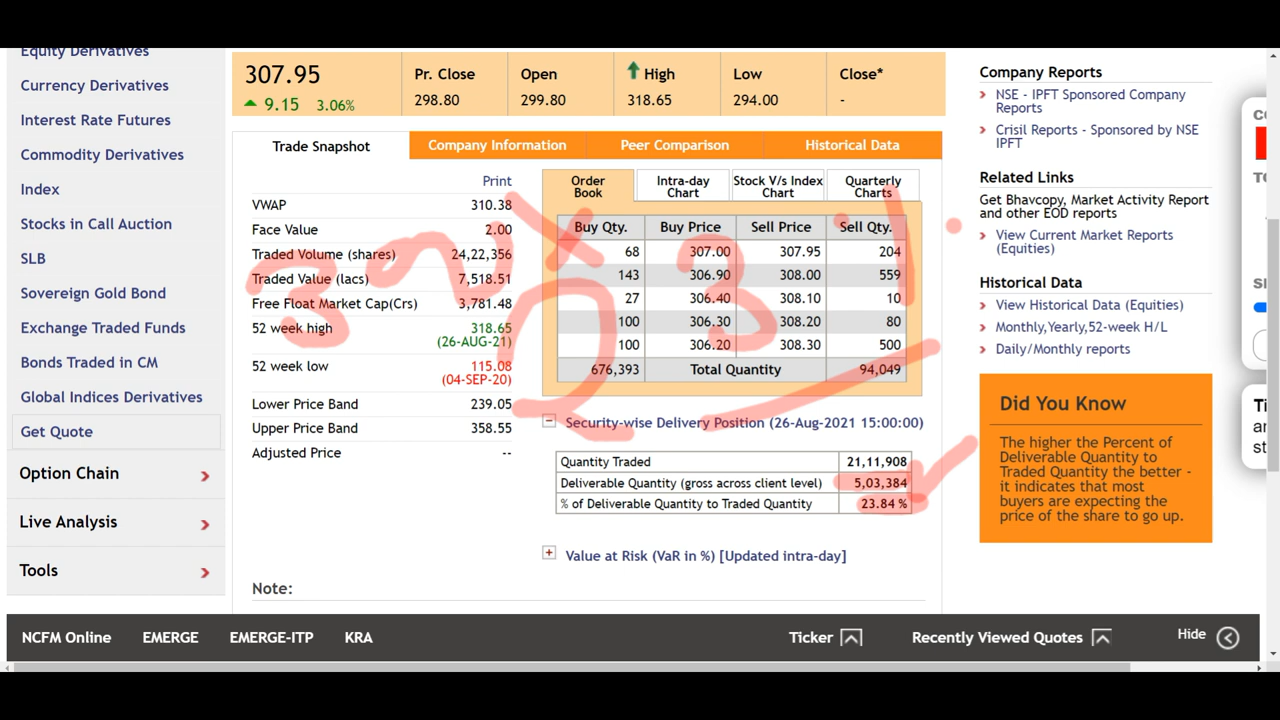 Equity Derivatives
Currency Derivatives
Interest Rate Futures
Commodity Derivatives
Index
Stocks in Call Auction
SLB
Sovereign Gold Bond
Exchange Traded Funds
Bonds Traded in CM
Global Indices Derivatives
Get Quote
Option Chain
Live Analysis
Tools
307.95 Pr. Close Open High Low Close*
9.15 3.06% 298.80 299.80 318.65 294.00 -
Trade Snapshot Company Information Peer Comparison Historical Data
Print
VWAP 310.38
Face Value 2.00
Traded Volume (shares) 24,22,356
Traded Value (lacs) 7,518.51
Free Float Market Cap(Crs) 3,781.48
52 week high 318.65
(26-AUG-21)
52 week low 115.08
(04-SEP-20)
Lower Price Band 239.05
Upper Price Band 358.55
Adjusted Price --
Order Intra-day Stock V/s Index Quarterly
Book Chart Chart Charts
Buy Qty. Buy Price Sell Price Sell Qty.
68 307.00 307.95 204
143 306.90 308.00 559
27 306.40 308.10 10
100 306.30 308.20 80
100 306.20 308.30 500
676,393 Total Quantity 94,049
Security-wise Delivery Position (26-Aug-2021 15:00:00)
Quantity Traded 21,11,908
Deliverable Quantity (gross across client level) 5,03,384
% of Deliverable Quantity to Traded Quantity 23.84 %
Value at Risk (VaR in %) [Updated intra-day]
Note:
Company Reports
NSE - IPFT Sponsored Company
Reports
Crisil Reports - Sponsored by NSE
IPFT
Related Links
Get Bhavcopy, Market Activity Report
and other EOD reports
View Current Market Reports
(Equities)
Historical Data
View Historical Data (Equities)
Monthly,Yearly,52-week H/L
Daily/Monthly reports
Did You Know
The higher the Percent of
Deliverable Quantity to
Traded Quantity the better -
it indicates that most
buyers are expecting the
price of the share to go up.
NCFM Online EMERGE EMERGE-ITP KRA Ticker Recently Viewed Quotes Hide